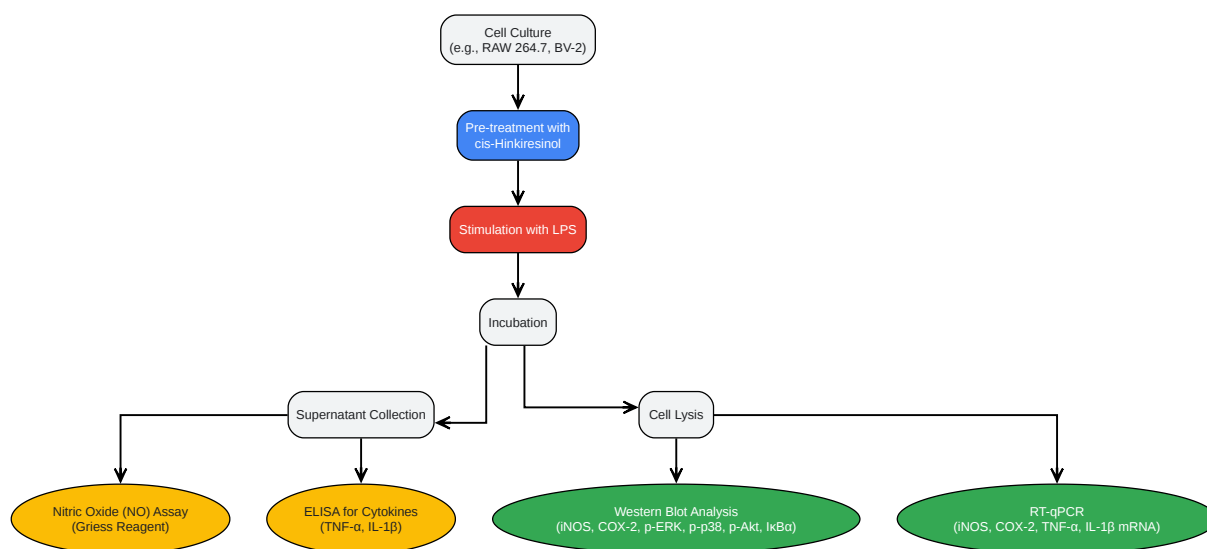 Cell Culture
(e.g., RAW 264.7, BV-2)
Pre-treatment with
cis-Hinkiresinol
Stimulation with LPS
Incubation
Supernatant Collection
Cell Lysis
Nitric Oxide (NO) Assay
(Griess Reagent)
ELISA for Cytokines
(TNF-α, IL-1β)
Western Blot Analysis
(iNOS, COX-2, p-ERK, p-p38, p-Akt, IκBα)
RT-qPCR
(iNOS, COX-2, TNF-α, IL-1β mRNA)